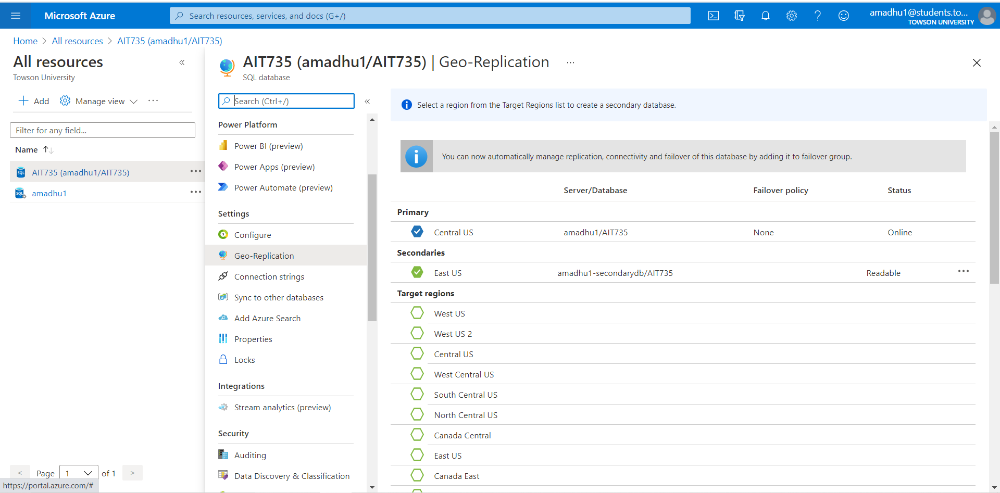 Microsoft Azure
Search resources, services, and docs (G+/)
amadhu1@students.to...
TOWSON UNIVERSITY
Home > All resources > AIT735 (amadhu1/AIT735)
All resources
Towson University
Add Manage view ...
Filter for any field...
Name
AIT735 (amadhu1/AIT735)
amadhu1
< Page 1 of 1 >
https://portal.azure.com/#
AIT735 (amadhu1/AIT735) | Geo-Replication ...
SQL database
Search (Ctrl+/)
Power Platform
Power BI (preview)
Power Apps (preview)
Power Automate (preview)
Settings
Configure
Geo-Replication
Connection strings
Sync to other databases
Add Azure Search
Properties
Locks
Integrations
Stream analytics (preview)
Security
Auditing
Data Discovery & Classification
Select a region from the Target Regions list to create a secondary database.
You can now automatically manage replication, connectivity and failover of this database by adding it to failover group.
Server/Database Failover policy Status
Primary
Central US amadhu1/AIT735 None Online
Secondaries
East US amadhu1-secondarydb/AIT735 Readable ...
Target regions
West US
West US 2
Central US
West Central US
South Central US
North Central US
Canada Central
East US
Canada East